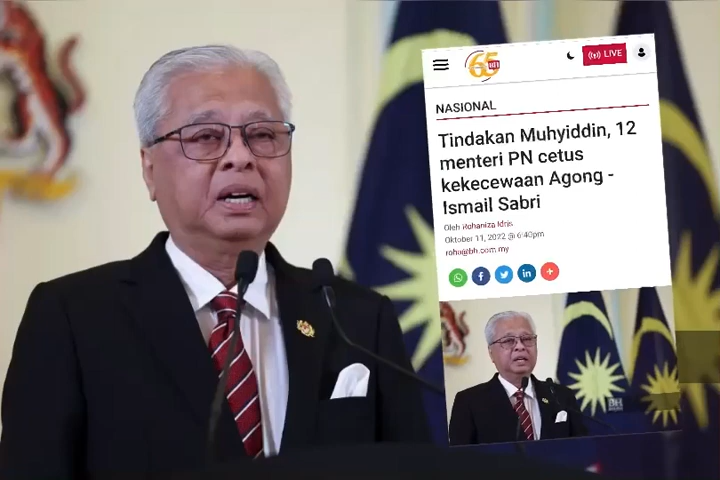 65
LIVE
NASIONAL
Tindakan Muhyiddin, 12
menteri PN cetus
kekecewaan Agong -
Ismail Sabri
Oleh Rohaniza Idris
Oktober 11, 2022 @ 6:40pm
roha@bh.com.my
BH